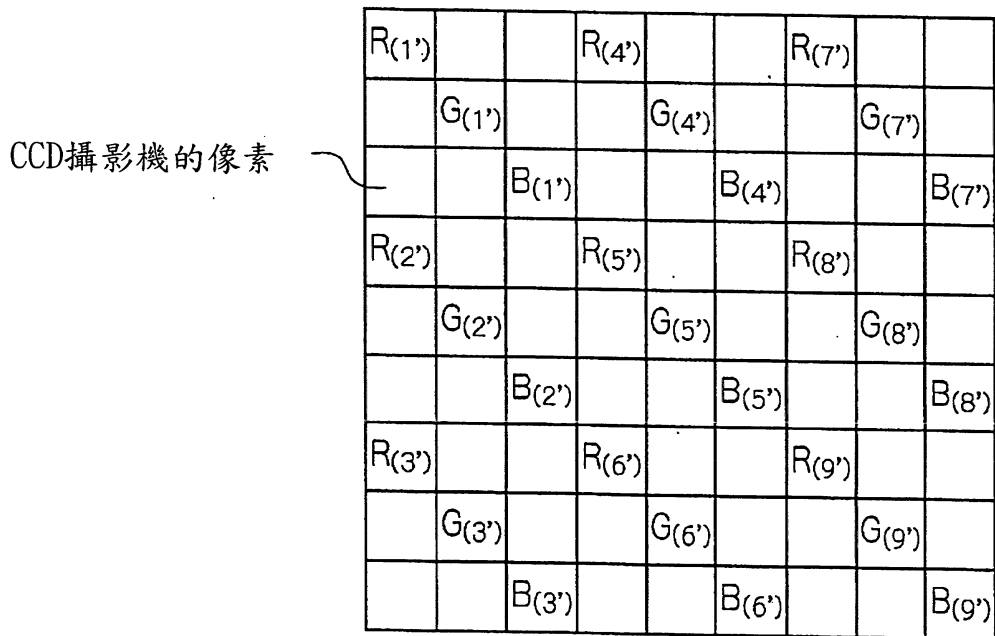 R(1') R(4') R(7')
G(1') G(4') G(7')
CCD攝影機的像素
B(1') B(4') B(7')
R(2') R(5') R(8')
G(2') G(5') G(8')
B(2') B(5') B(8')
R(3') R(6') R(9')
G(3') G(6') G(9')
B(3') B(6') B(9')